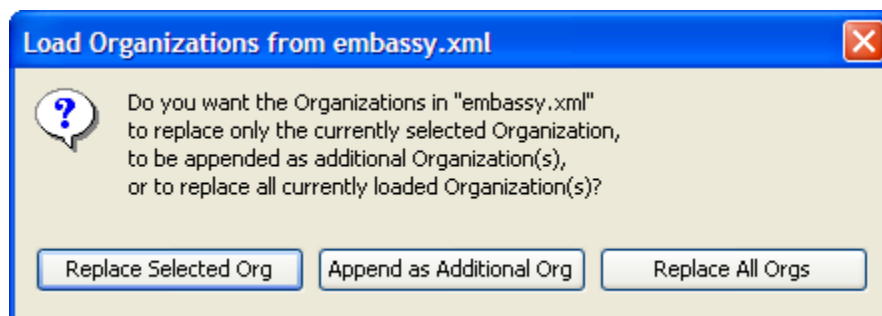 Load Organizations from embassy.xml
Do you want the Organizations in "embassy.xml"
to replace only the currently selected Organization,
to be appended as additional Organization(s),
or to replace all currently loaded Organization(s)?
Replace Selected Org
Append as Additional Org
Replace All Orgs